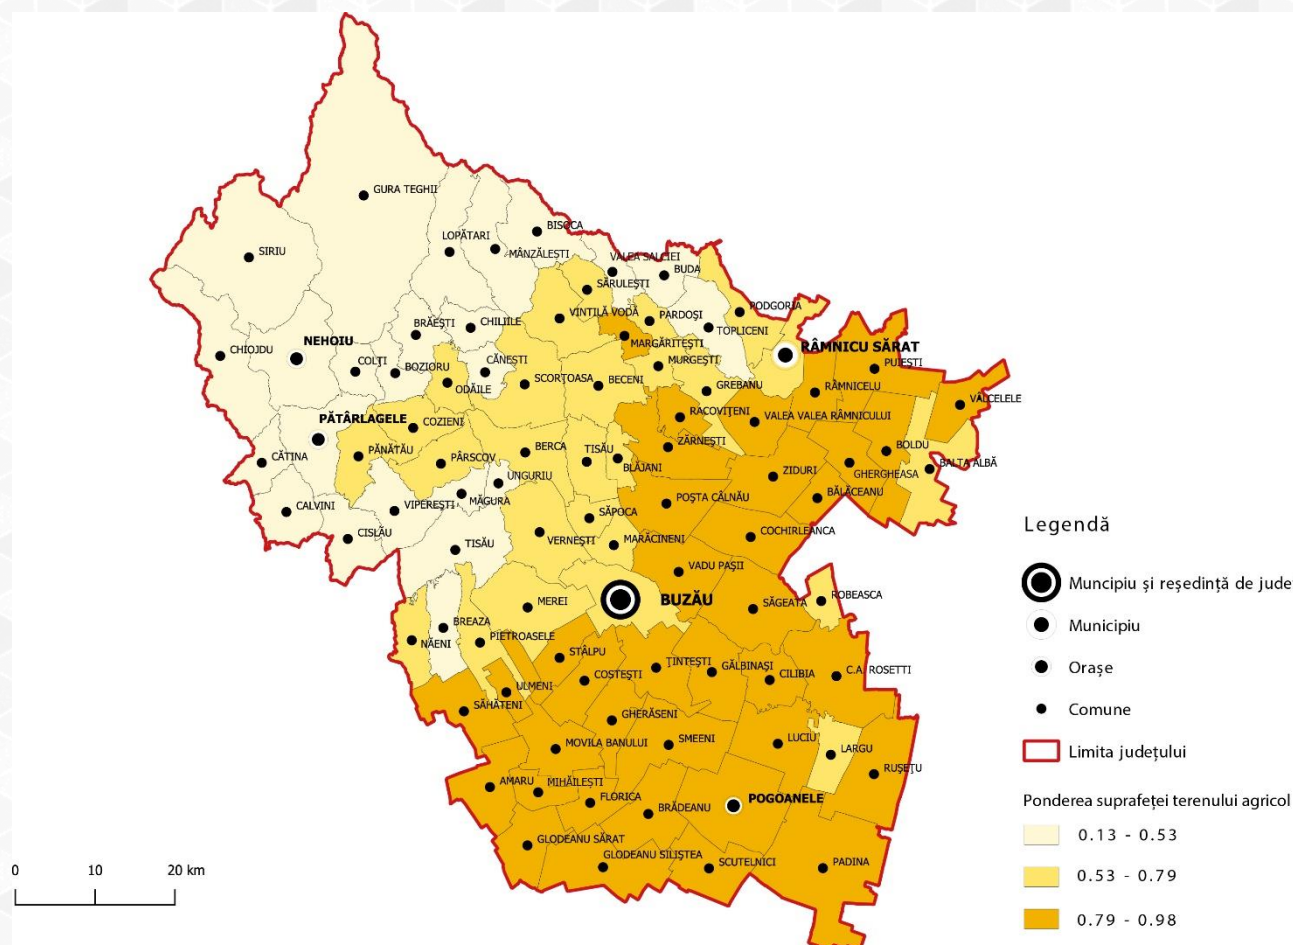 GURA TEGHII
SIRIU
LOPĂTARI
BISOCA
MÂNZĂLEȘTI
VALEA SALCIEI
BUDA
SĂRULEȘTI
VINTILĂ VODĂ
PARDOȘI
PODGORIA
TOPLICENI
BRĂEȘTI
CHILIILE
MARGĂRITEȘTI
RÂMNICU SĂRAT
NEHOIU
CHIOJDU
COLȚI
BOZIORU
CĂNEȘTI
MURGEȘTI
PUIEȘTI
ODĂILE
SCORȚOASA
BECENI
GREBANU
RÂMNICELU
VÂLCELELE
PĂTÂRLAGELE
COZIENI
RACOVIȚENI
VALEA VALEA RÂMNICULUI
CĂTINA
PĂNĂTĂU
PÂRSCOV
BERCA
TISĂU
BLĂJANI
ZĂRNEȘTI
BOLDU
BALTA ALBĂ
GHERGHEASA
ZIDURI
UNGURIU
MĂGURA
CALVINI
VIPEREȘTI
POȘTA CÂLNĂU
BĂLĂCEANU
CISLĂU
TISĂU
SĂPOCA
VERNEȘTI
MARĂCINENI
COCHIRLEANCA
VADU PAȘII
MEREI
BUZĂU
SĂGEATA
ROBEASCA
BREAZA
NĂENI
PIETROASELE
STÂLPU
COSTEȘTI
ȚINTEȘTI
GĂLBINAȘI
CILIBIA
C.A. ROSETTI
ULMENI
SĂHĂTENI
GHERĂSENI
MOVILA BANULUI
SMEENI
LUCIU
LARGU
RUȘEȚU
AMARU
MIHĂILEȘTI
FLORICA
BRĂDEANU
POGOANELE
GLODEANU SĂRAT
GLODEANU SILIȘTEA
SCUTELNICI
PADINA
0 10 20 km
Legendă
Muncipiu și reședință de jude
Municipiu
Orașe
Comune
Limita județului
Ponderea suprafeței terenului agricol
0.13 - 0.53
0.53 - 0.79
0.79 - 0.98